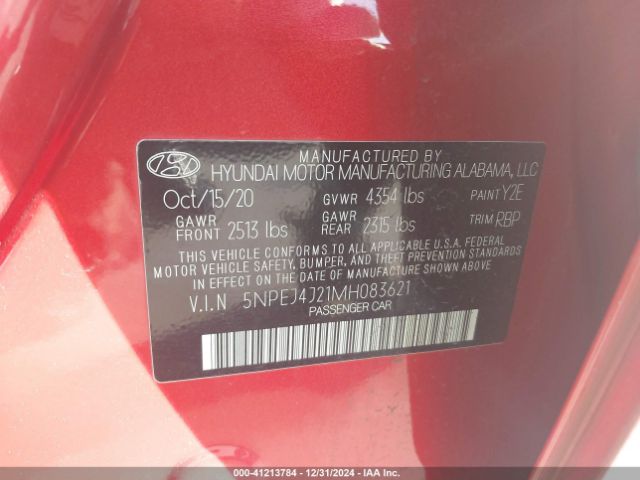 MANUFACTURED BY
HYUNDAI MOTOR MANUFACTURING ALABAMA, LLC
Oct/15/20 GVWR 4354 lbs PAINT Y2E
GAWR FRONT 2513 lbs GAWR REAR 2315 lbs TRIM RBP
THIS VEHICLE CONFORMS TO ALL APPLICABLE U.S.A. FEDERAL
MOTOR VEHICLE SAFETY, BUMPER, AND THEFT PREVENTION
STANDARDS IN EFFECT ON THE DATE OF MANUFACTURE SHOWN ABOVE.
V.I.N 5NPEJ4J21MH083621
PASSENGER CAR
000-41213784 - 12/31/2024 - IAAI.COM (FCC)